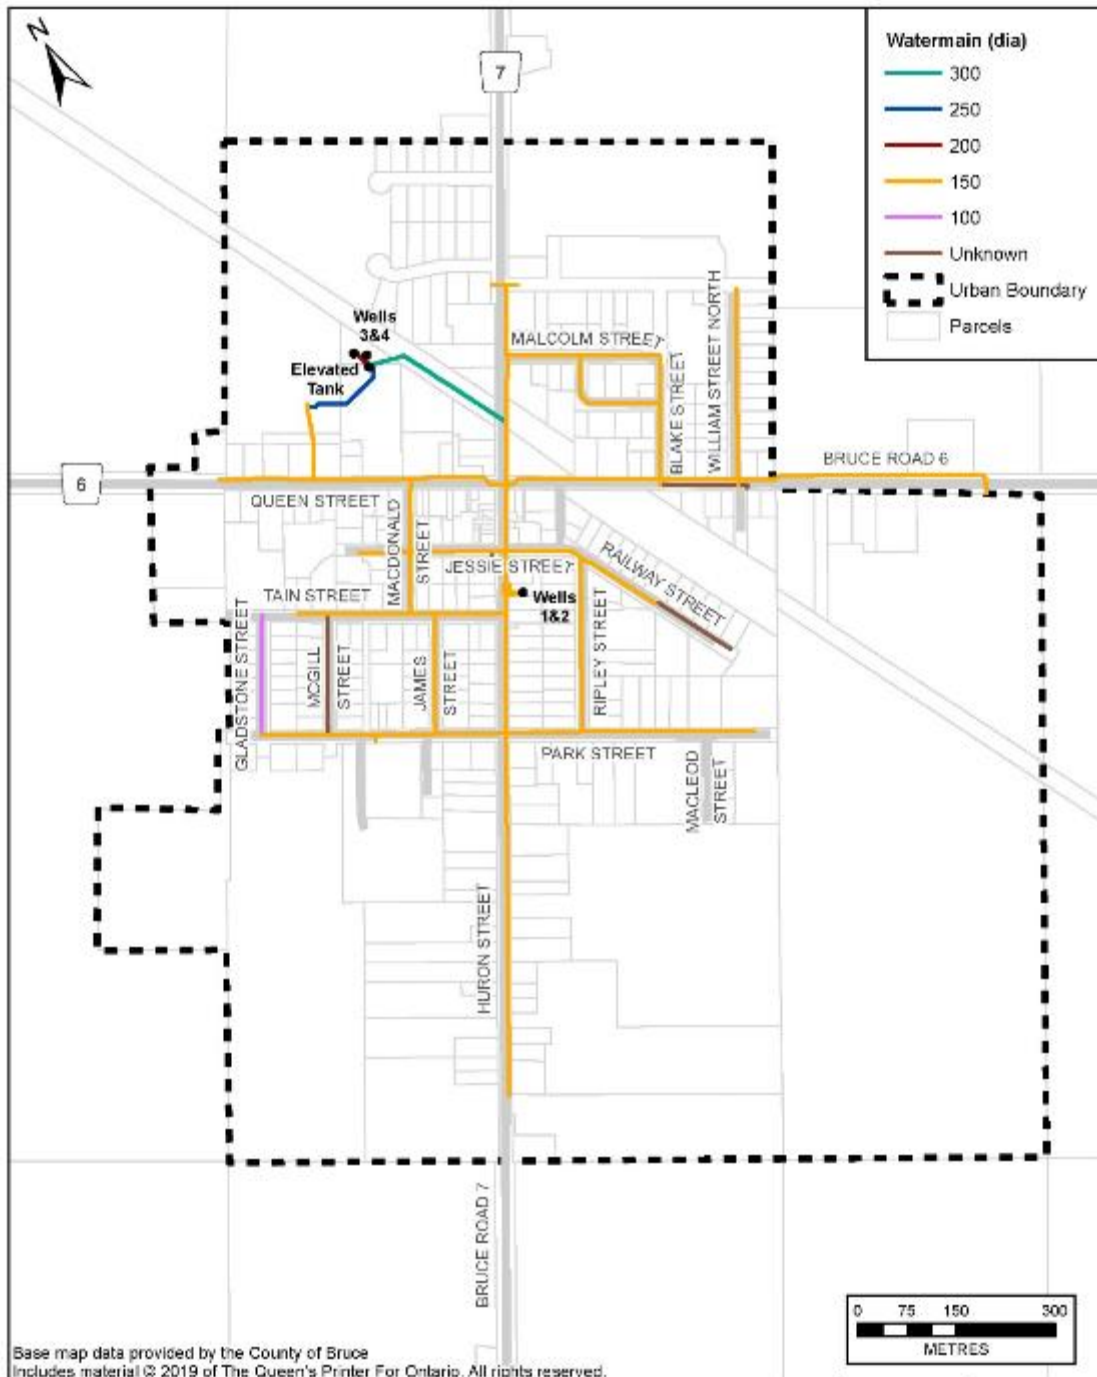 N
7
Watermain (dia)
300
250
200
150
100
Unknown
Urban Boundary
Parcels
Wells
3&4
Elevated
Tank
MALCOLM STREET
BLAKE STREET
WILLIAM STREET NORTH
BRUCE ROAD 6
6
QUEEN STREET
MACDONALD
STREET
JESSIE STREET
RAILWAY STREET
TAIN STREET
Wells
1&2
GLADSTONE STREET
MCGILL
STREET
JAMES
STREET
RIPLEY STREET
PARK STREET
MACLEOD
STREET
HURON STREET
BRUCE ROAD 7
0 75 150 300
METRES
Base map data provided by the County of Bruce
Includes material © 2019 of The Queen's Printer For Ontario. All rights reserved.